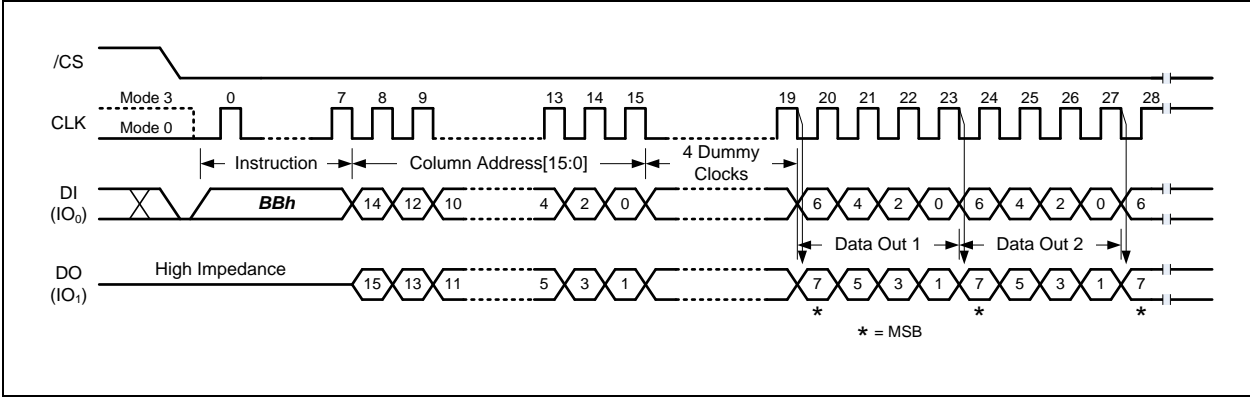 /CS
Mode 3 0 7 8 9 13 14 15 19 20 21 22 23 24 25 26 27 28
CLK
Mode 0
Instruction Column Address[15:0] 4 Dummy
Clocks
DI
(IO0) BBh 14 12 10 4 2 0 6 4 2 0 6 4 2 0 6
Data Out 1 Data Out 2
DO High Impedance
(IO1) 15 13 11 5 3 1 7 5 3 1 7 5 3 1 7
* * *
* = MSB